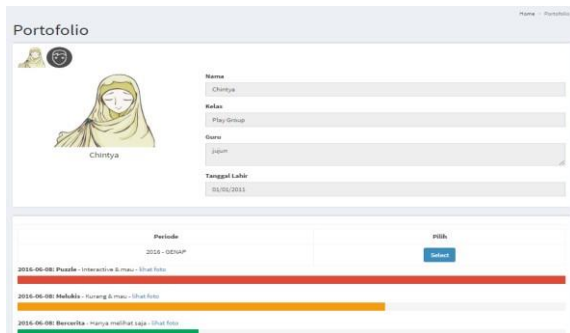 Home > Portofolio
Portofolio
Chintya
Nama
Chintya
Kelas
Play Group
Guru
jujun
Tanggal Lahir
01/01/2011
Periode Pilih
2016 - GENAP Select
2016-06-08: Puzzle - Interactive & mau - lihat foto
2016-06-08: Melukis - Kurang & mau - lihat foto
2016-06-08: Bercerita - Hanya melihat saja - lihat foto